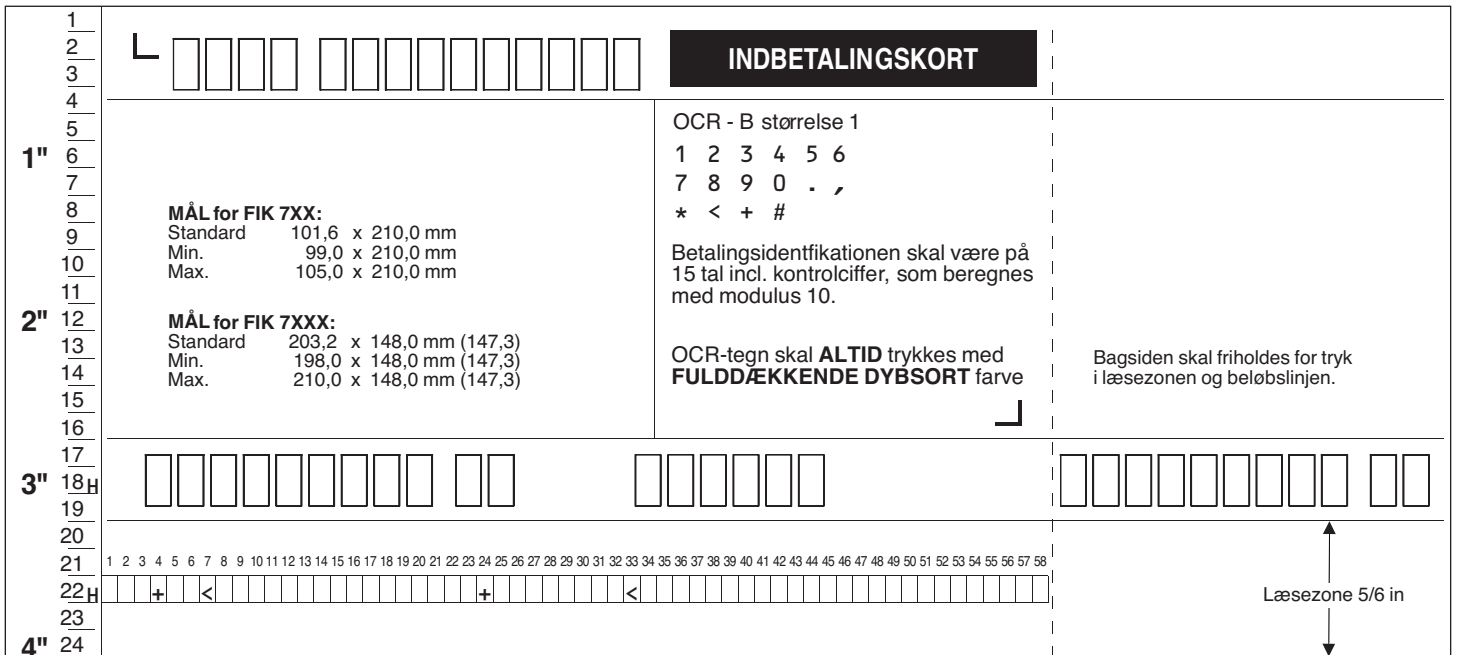 1
2
3
4
5
1" 6
7
8
9
10
11
2" 12
13
14
15
16
17
3" 18 H
19
20
21
22 H
23
4" 24
INDBETALINGSKORT
MÅL for FIK 7XX:
Standard 101,6 x 210,0 mm
Min. 99,0 x 210,0 mm
Max. 105,0 x 210,0 mm
MÅL for FIK 7XXX:
Standard 203,2 x 148,0 mm (147,3)
Min. 198,0 x 148,0 mm (147,3)
Max. 210,0 x 148,0 mm (147,3)
OCR - B størrelse 1
1 2 3 4 5 6
7 8 9 0 . ,
* < + #
Betalingsidentfikationen skal være på
15 tal incl. kontrolciffer, som beregnes
med modulus 10.
OCR-tegn skal ALTID trykkes med
FULDDÆKKENDE DYBSORT farve
Bagsiden skal friholdes for tryk
i læsezonen og beløbslinjen.
1 2 3 4 5 6 7 8 9 10 11 12 13 14 15 16 17 18 19 20 21 22 23 24 25 26 27 28 29 30 31 32 33 34 35 36 37 38 39 40 41 42 43 44 45 46 47 48 49 50 51 52 53 54 55 56 57 58
+ < + <
Læsezone 5/6 in